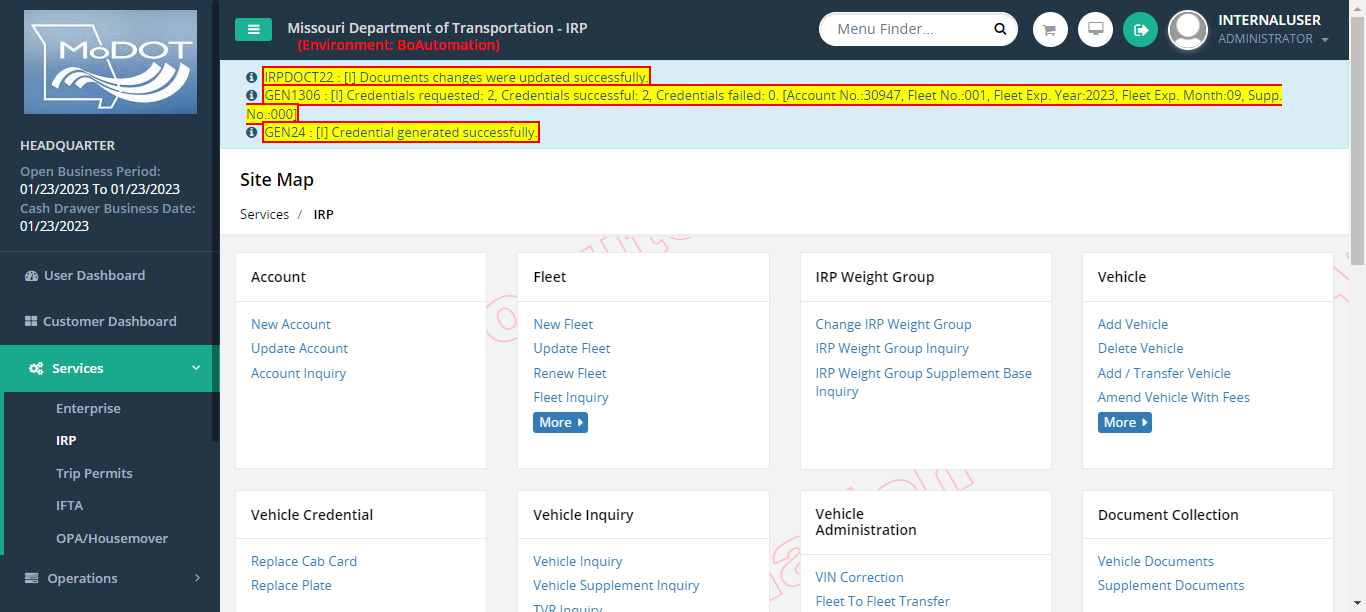 MoDOT
HEADQUARTER
Open Business Period:
01/23/2023 To 01/23/2023
Cash Drawer Business Date:
01/23/2023
User Dashboard
Customer Dashboard
Services
Enterprise
IRP
Trip Permits
IFTA
OPA/Housemover
Operations
Missouri Department of Transportation - IRP
(Environment: BoAutomation)
Menu Finder...
INTERNALUSER
ADMINISTRATOR
IRPDOCT22 : [I] Documents changes were updated successfully.
GEN1306 : [I] Credentials requested: 2, Credentials successful: 2, Credentials failed: 0. [Account No.:30947, Fleet No.:001, Fleet Exp. Year:2023, Fleet Exp. Month:09, Supp.
No.:000]
GEN24 : [I] Credential generated successfully.
Site Map
Services / IRP
Account
New Account
Update Account
Account Inquiry
Fleet
New Fleet
Update Fleet
Renew Fleet
Fleet Inquiry
More
IRP Weight Group
Change IRP Weight Group
IRP Weight Group Inquiry
IRP Weight Group Supplement Base
Inquiry
Vehicle
Add Vehicle
Delete Vehicle
Add / Transfer Vehicle
Amend Vehicle With Fees
More
Vehicle Credential
Replace Cab Card
Replace Plate
Vehicle Inquiry
Vehicle Inquiry
Vehicle Supplement Inquiry
TVR Inquiry
Vehicle
Administration
VIN Correction
Fleet To Fleet Transfer
Document Collection
Vehicle Documents
Supplement Documents